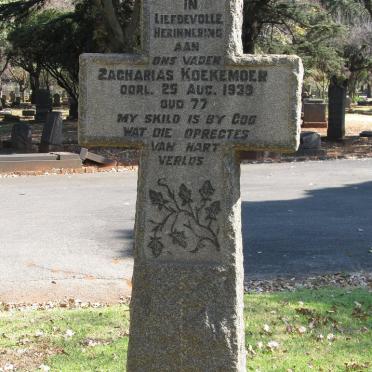 IN
LIEFDEVOLLE
HERINNERING
AAN
ONS VADER
ZACHARIAS KOEKEMOER
OORL. 25 AUG. 1939
OUD 77
MY SKILD IS BY GOD
WAT DIE OPREGTES
VAN HART
VERLOS